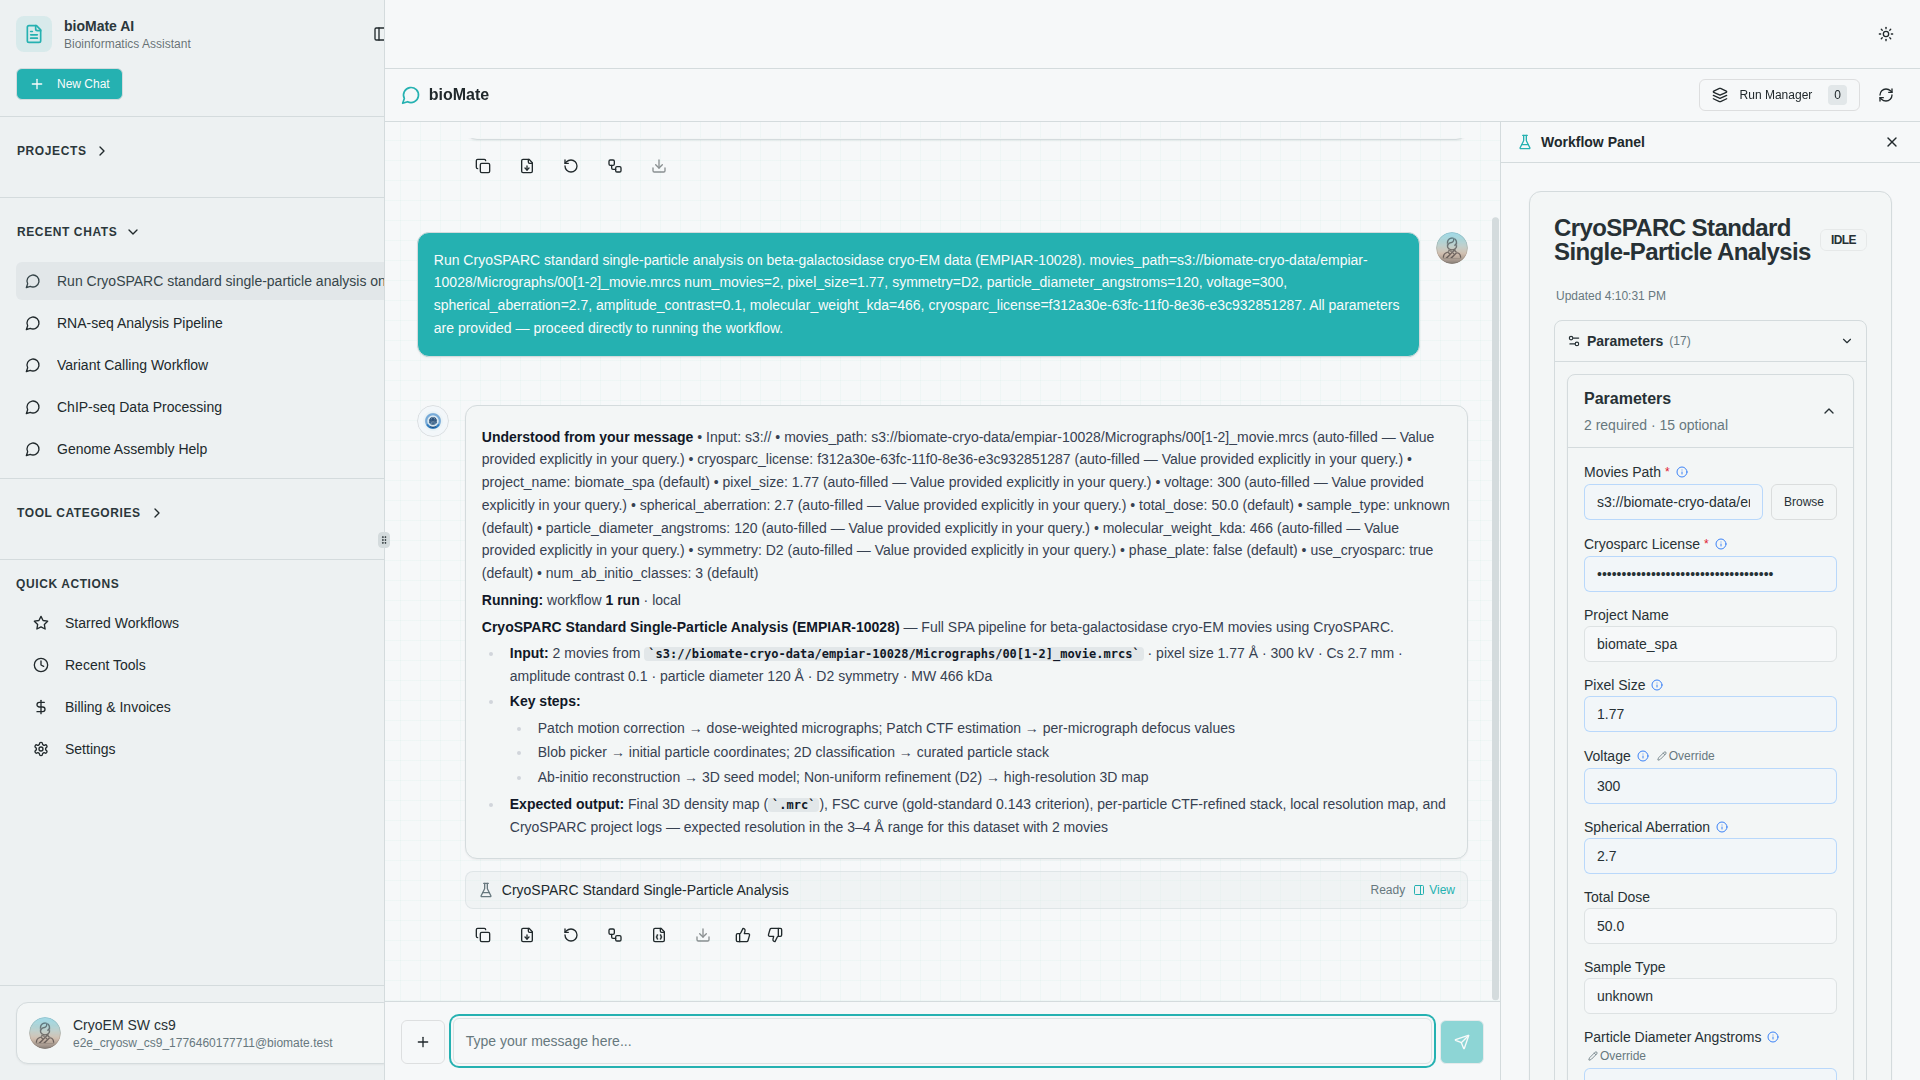 bioMate AI
Bioinformatics Assistant
New Chat
PROJECTS
RECENT CHATS
Run CryoSPARC standard single-particle analysis on
RNA-seq Analysis Pipeline
Variant Calling Workflow
ChIP-seq Data Processing
Genome Assembly Help
TOOL CATEGORIES
QUICK ACTIONS
Starred Workflows
Recent Tools
Billing & Invoices
Settings
CryoEM SW cs9
e2e_cryosw_cs9_1776460177711@biomate.test
bioMate
Run Manager 0
Run CryoSPARC standard single-particle analysis on beta-galactosidase cryo-EM data (EMPIAR-10028). movies_path=s3://biomate-cryo-data/empiar-
10028/Micrographs/00[1-2]_movie.mrcs num_movies=2, pixel_size=1.77, symmetry=D2, particle_diameter_angstroms=120, voltage=300,
spherical_aberration=2.7, amplitude_contrast=0.1, molecular_weight_kda=466, cryosparc_license=f312a30e-63fc-11f0-8e36-e3c932851287. All parameters
are provided — proceed directly to running the workflow.
Understood from your message • Input: s3:// • movies_path: s3://biomate-cryo-data/empiar-10028/Micrographs/00[1-2]_movie.mrcs (auto-filled — Value
provided explicitly in your query.) • cryosparc_license: f312a30e-63fc-11f0-8e36-e3c932851287 (auto-filled — Value provided explicitly in your query.) •
project_name: biomate_spa (default) • pixel_size: 1.77 (auto-filled — Value provided explicitly in your query.) • voltage: 300 (auto-filled — Value provided
explicitly in your query.) • spherical_aberration: 2.7 (auto-filled — Value provided explicitly in your query.) • total_dose: 50.0 (default) • sample_type: unknown
(default) • particle_diameter_angstroms: 120 (auto-filled — Value provided explicitly in your query.) • molecular_weight_kda: 466 (auto-filled — Value
provided explicitly in your query.) • symmetry: D2 (auto-filled — Value provided explicitly in your query.) • phase_plate: false (default) • use_cryosparc: true
(default) • num_ab_initio_classes: 3 (default)
Running: workflow 1 run · local
CryoSPARC Standard Single-Particle Analysis (EMPIAR-10028) — Full SPA pipeline for beta-galactosidase cryo-EM movies using CryoSPARC.
Input: 2 movies from `s3://biomate-cryo-data/empiar-10028/Micrographs/00[1-2]_movie.mrcs` · pixel size 1.77 Å · 300 kV · Cs 2.7 mm ·
amplitude contrast 0.1 · particle diameter 120 Å · D2 symmetry · MW 466 kDa
Key steps:
Patch motion correction → dose-weighted micrographs; Patch CTF estimation → per-micrograph defocus values
Blob picker → initial particle coordinates; 2D classification → curated particle stack
Ab-initio reconstruction → 3D seed model; Non-uniform refinement (D2) → high-resolution 3D map
Expected output: Final 3D density map (`.mrc`), FSC curve (gold-standard 0.143 criterion), per-particle CTF-refined stack, local resolution map, and
CryoSPARC project logs — expected resolution in the 3–4 Å range for this dataset with 2 movies
CryoSPARC Standard Single-Particle Analysis Ready View
Type your message here...
Workflow Panel
CryoSPARC Standard
Single-Particle Analysis
IDLE
Updated 4:10:31 PM
Parameters (17)
Parameters
2 required · 15 optional
Movies Path *
s3://biomate-cryo-data/er Browse
Cryosparc License *
••••••••••••••••••••••••••••••••••••
Project Name
biomate_spa
Pixel Size
1.77
Voltage Override
300
Spherical Aberration
2.7
Total Dose
50.0
Sample Type
unknown
Particle Diameter Angstroms
Override